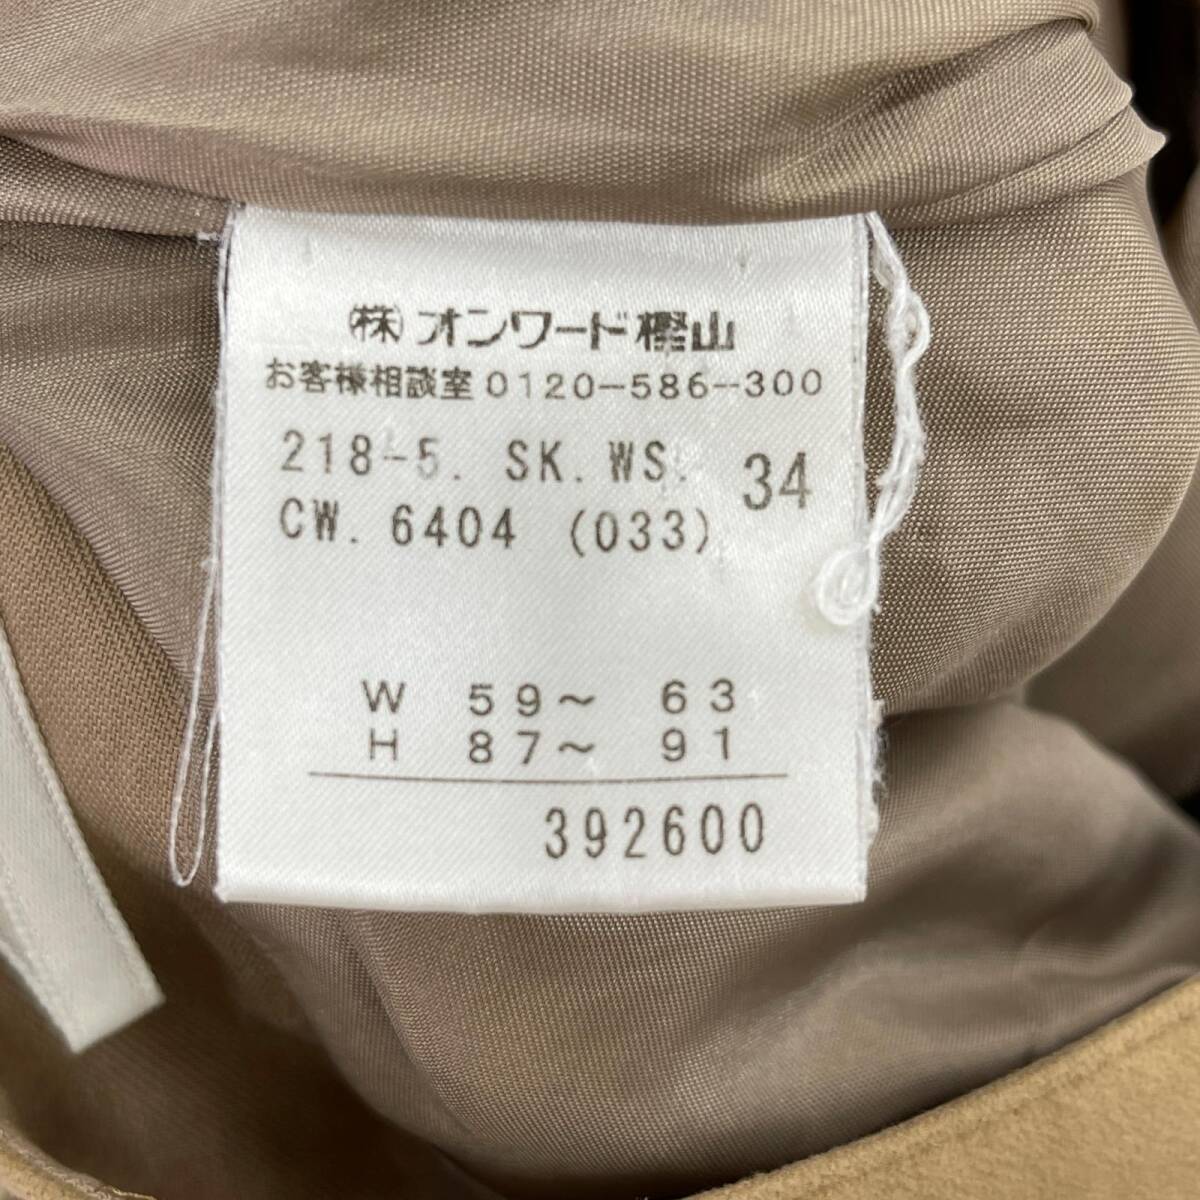 ㈱オンワード樫山
お客様相談室0120-586-300
218-5. SK. WS. 34
CW. 6404 (033)
W 59～ 63
H 87～ 91
392600